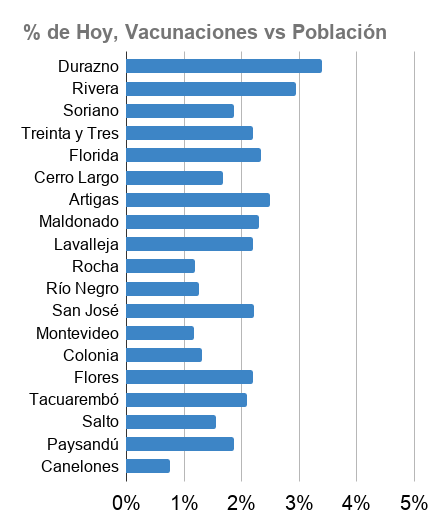 % de Hoy, Vacunaciones vs Población
Durazno
Rivera
Soriano
Treinta y Tres
Florida
Cerro Largo
Artigas
Maldonado
Lavalleja
Rocha
Río Negro
San José
Montevideo
Colonia
Flores
Tacuarembó
Salto
Paysandú
Canelones
0% 1% 2% 3% 4% 5%